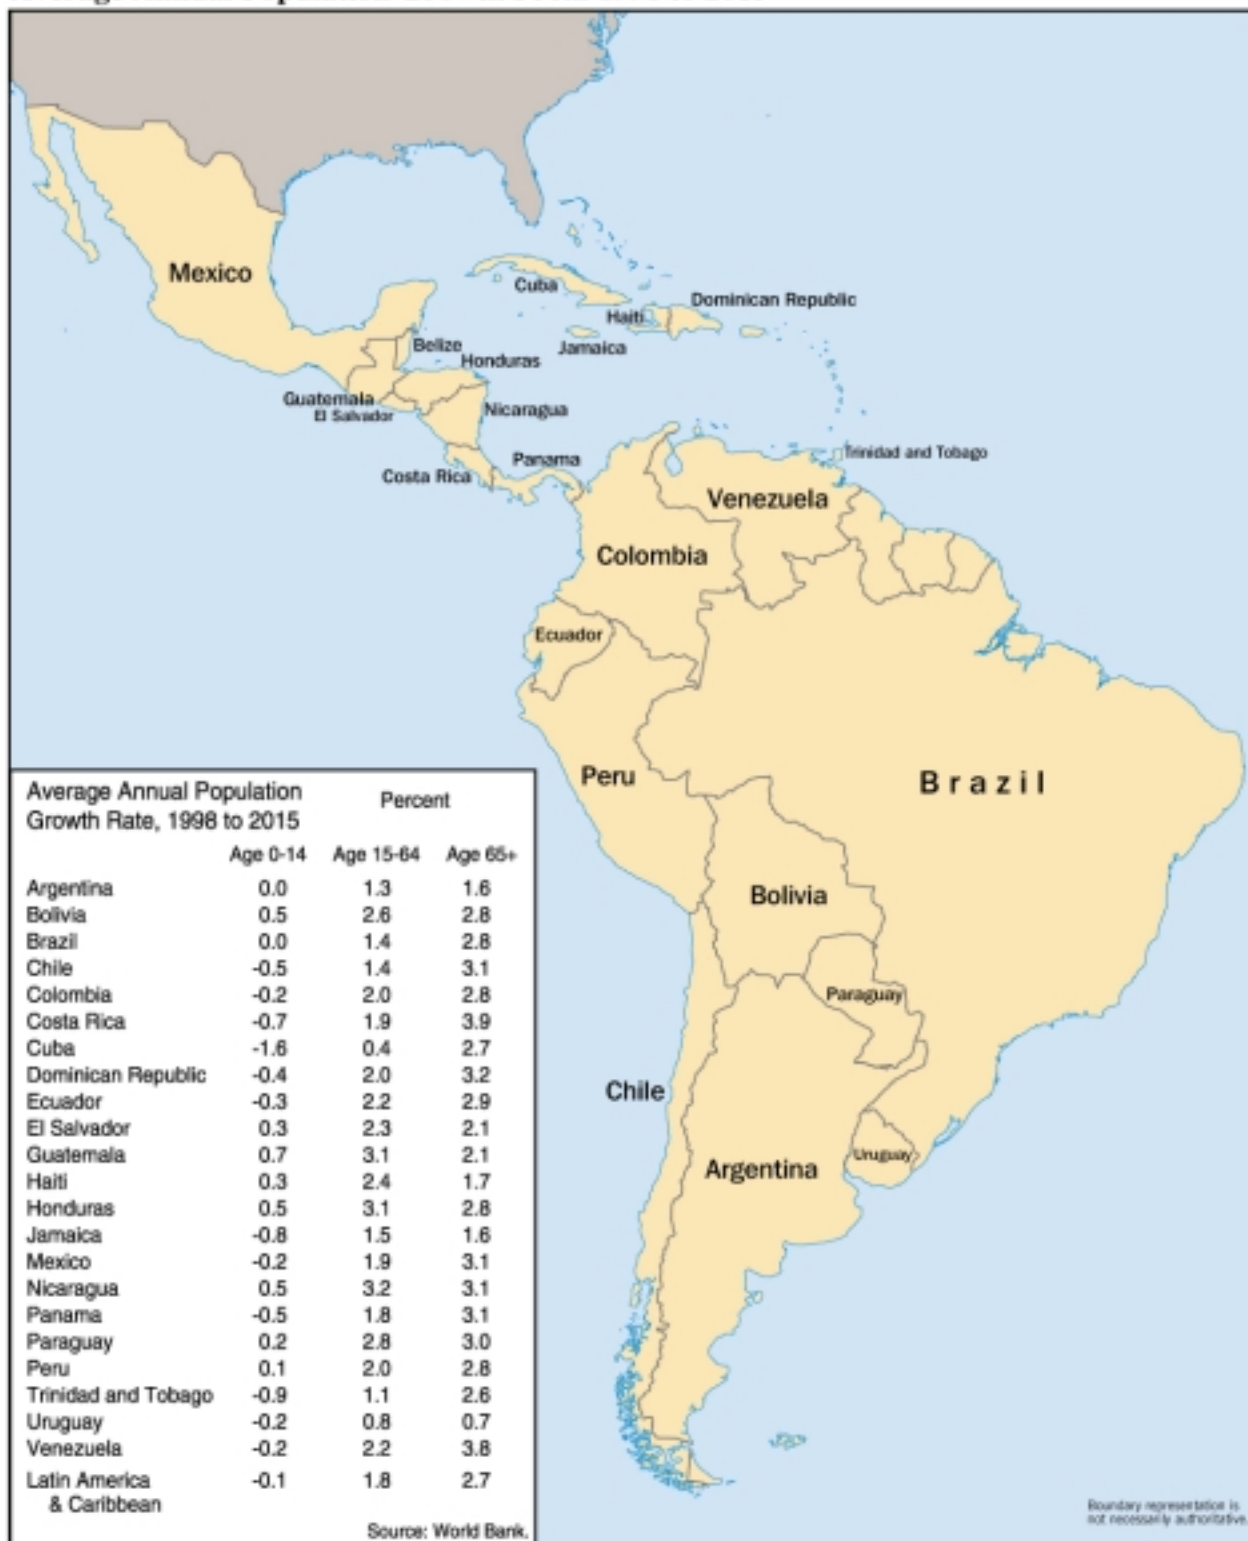 Mexico
Cuba
Dominican Republic
Haiti
Jamaica
Belize
Honduras
Guatemala
El Salvador
Nicaragua
Trinidad and Tobago
Panama
Costa Rica
Venezuela
Colombia
Ecuador
Peru
Brazil
Bolivia
Paraguay
Chile
Argentina
Uruguay
Average Annual Population Percent
Growth Rate, 1998 to 2015
Age 0-14 Age 15-64 Age 65+
Argentina 0.0 1.3 1.6
Bolivia 0.5 2.6 2.8
Brazil 0.0 1.4 2.8
Chile -0.5 1.4 3.1
Colombia -0.2 2.0 2.8
Costa Rica -0.7 1.9 3.9
Cuba -1.6 0.4 2.7
Dominican Republic -0.4 2.0 3.2
Ecuador -0.3 2.2 2.9
El Salvador 0.3 2.3 2.1
Guatemala 0.7 3.1 2.1
Haiti 0.3 2.4 1.7
Honduras 0.5 3.1 2.8
Jamaica -0.8 1.5 1.6
Mexico -0.2 1.9 3.1
Nicaragua 0.5 3.2 3.1
Panama -0.5 1.8 3.1
Paraguay 0.2 2.8 3.0
Peru 0.1 2.0 2.8
Trinidad and Tobago -0.9 1.1 2.6
Uruguay -0.2 0.8 0.7
Venezuela -0.2 2.2 3.8
Latin America -0.1 1.8 2.7
& Caribbean
Source: World Bank.
Boundary representation is
not necessarily authoritative.